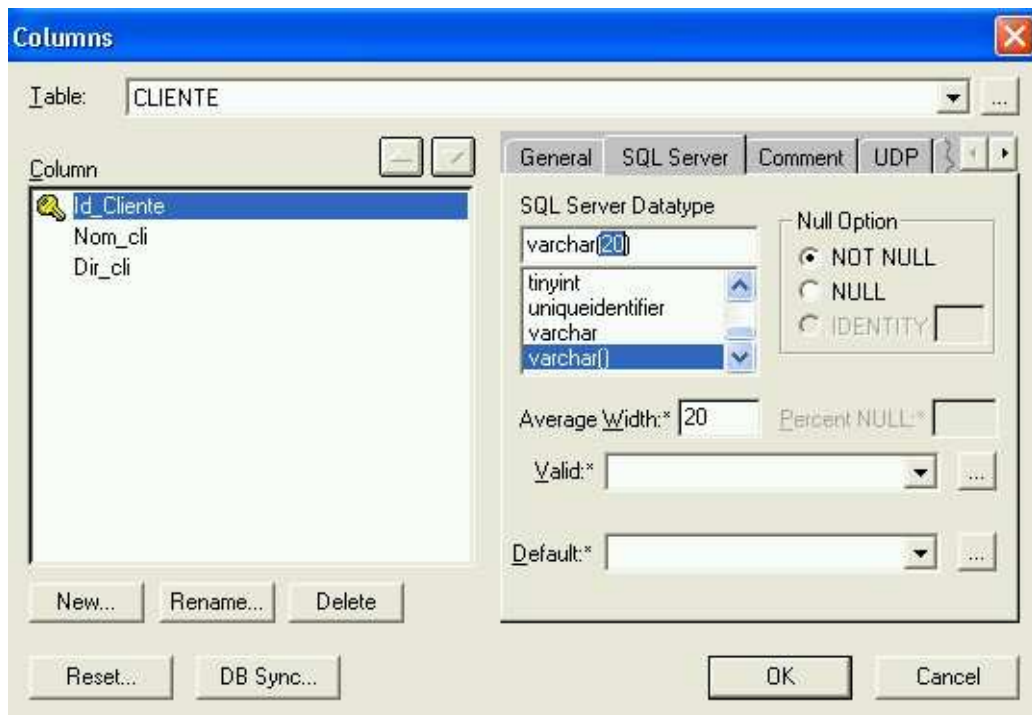 Columns
Table: CLIENTE ...
Column
Id_Cliente
Nom_cli
Dir_cli
New... Rename... Delete
Reset... DB Sync...
General SQL Server Comment UDP
SQL Server Datatype
varchar(20)
tinyint
uniqueidentifier
varchar
varchar()
Null Option
NOT NULL
NULL
IDENTITY
Average Width:* 20 Percent NULL:*
Valid:* ...
Default:* ...
OK Cancel